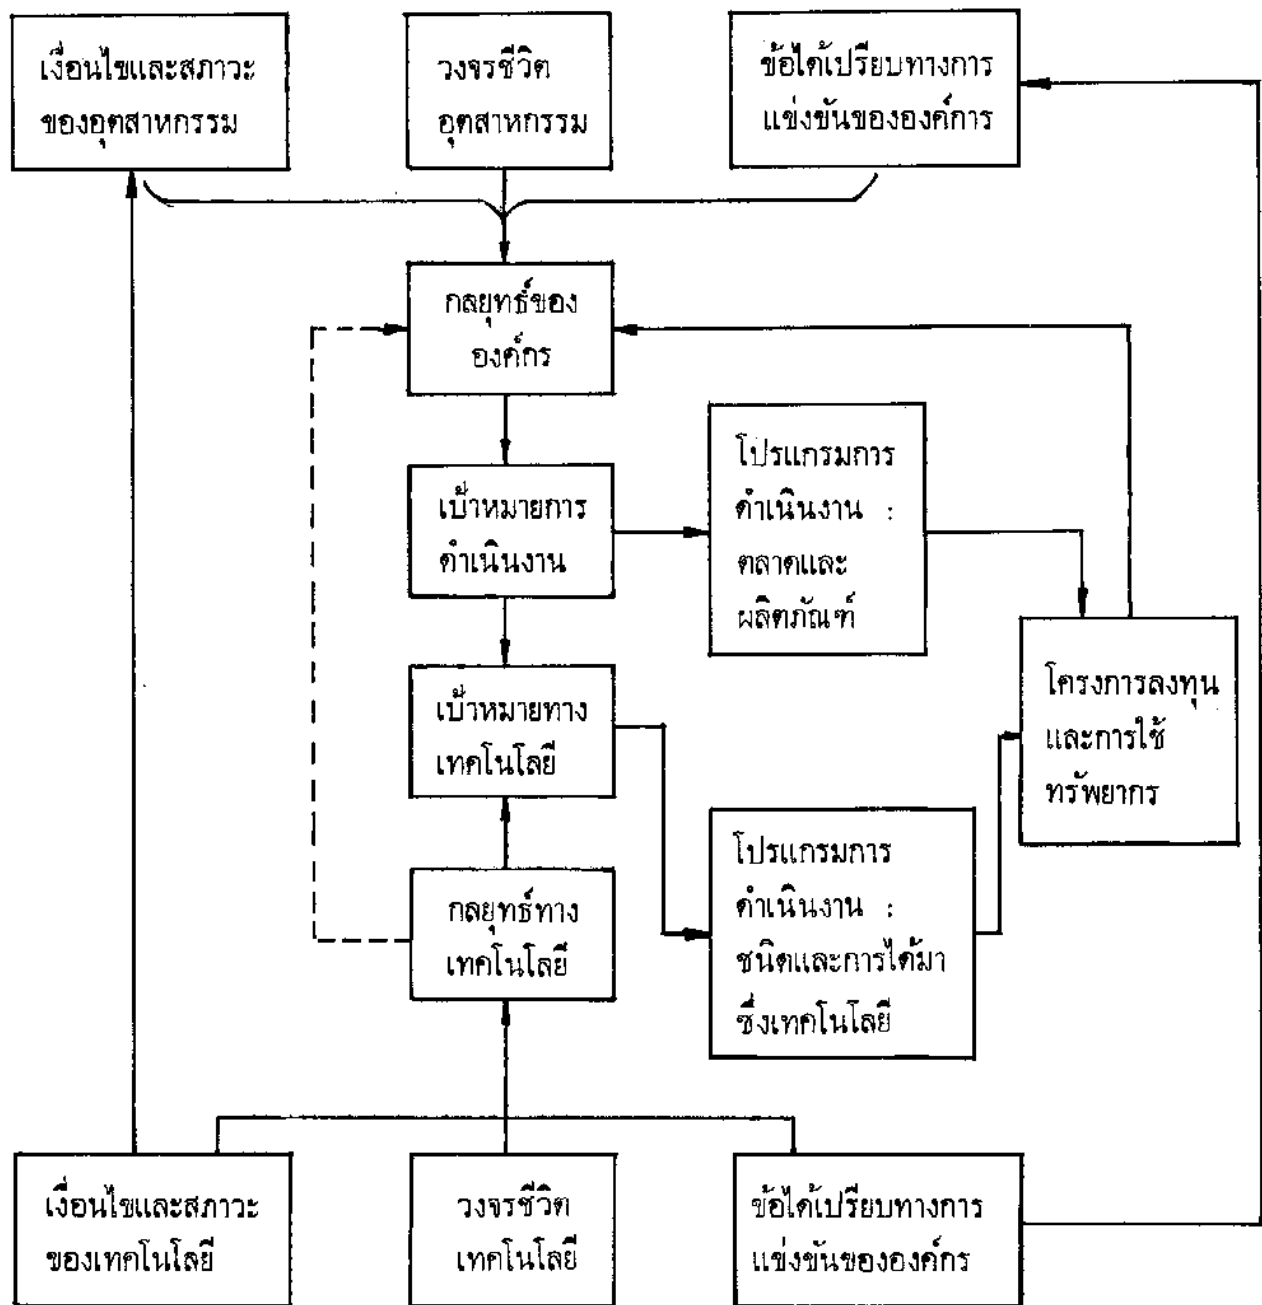 เงื่อนไขและสภาวะ
ของอุตสาหกรรม
วงจรชีวิต
อุตสาหกรรม
ข้อได้เปรียบทางการ
แข่งขันขององค์การ
กลยุทธ์ของ
องค์กร
เป้าหมายการ
ดำเนินงาน
โปรแกรมการ
ดำเนินงาน :
ตลาดและ
ผลิตภัณฑ์
เป้าหมายทาง
เทคโนโลยี
โครงการลงทุน
และการใช้
ทรัพยากร
กลยุทธ์ทาง
เทคโนโลยี
โปรแกรมการ
ดำเนินงาน :
ชนิดและการได้มา
ซึ่งเทคโนโลยี
เงื่อนไขและสภาวะ
ของเทคโนโลยี
วงจรชีวิต
เทคโนโลยี
ข้อได้เปรียบทางการ
แข่งขันขององค์กร